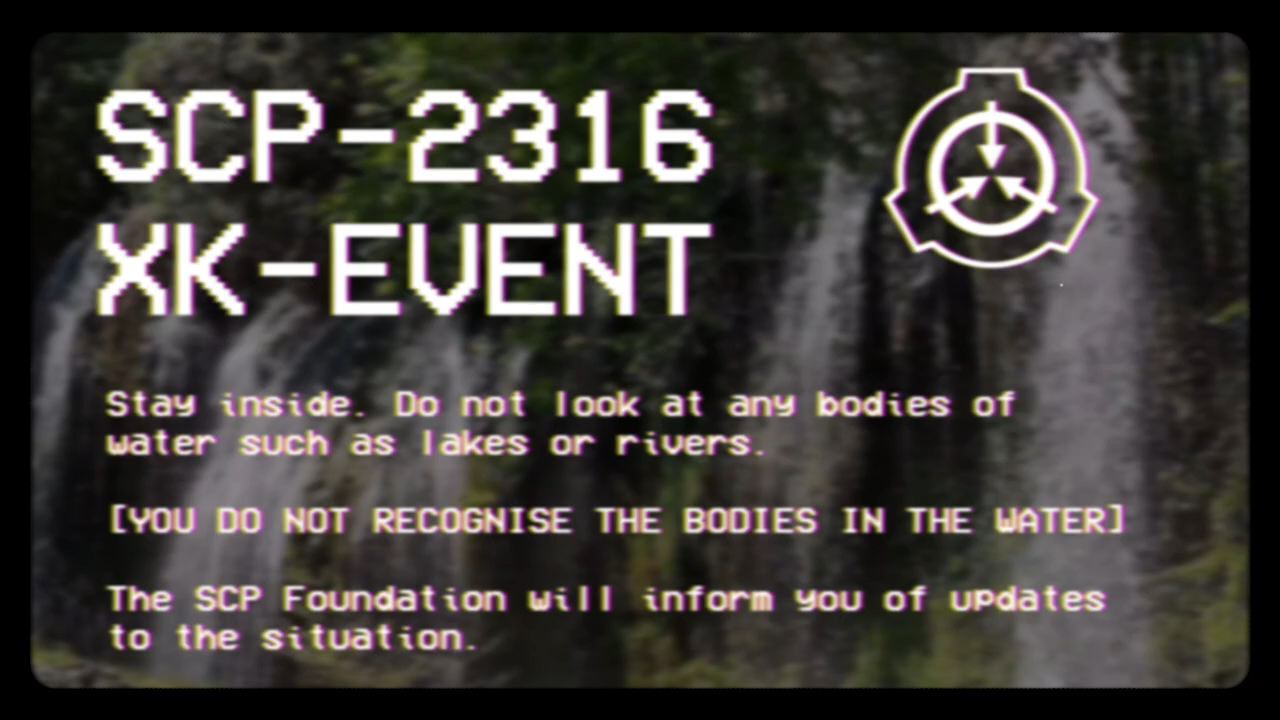 SCP-2316
XK-EVENT
Stay inside. Do not look at any bodies of
water such as lakes or rivers.
[YOU DO NOT RECOGNISE THE BODIES IN THE WATER]
The SCP Foundation will inform you of updates
to the situation.